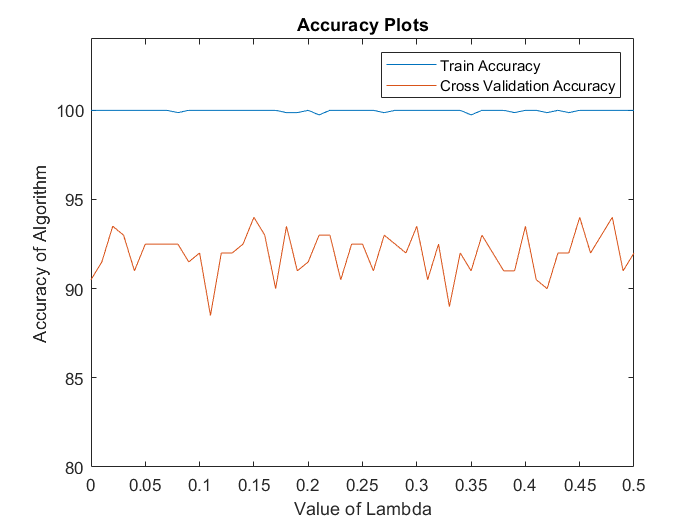 Accuracy Plots
Train Accuracy
Cross Validation Accuracy
Accuracy of Algorithm
100
95
90
85
80
0 0.05 0.1 0.15 0.2 0.25 0.3 0.35 0.4 0.45 0.5
Value of Lambda